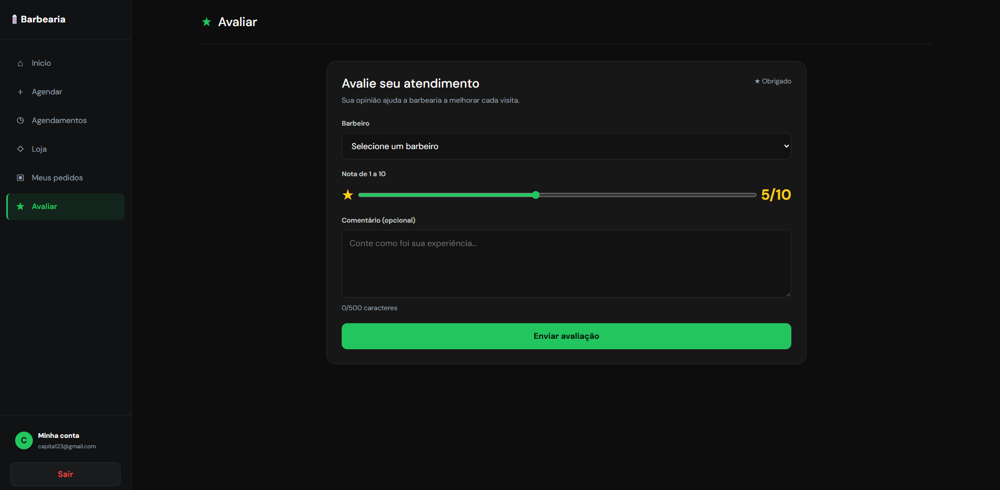 Barbearia
Início
Agendar
Agendamentos
Loja
Meus pedidos
Avaliar
Minha conta
C
capita123@gmail.com
Sair
Avaliar
Avalie seu atendimento
★ Obrigado
Sua opinião ajuda a barbearia a melhorar cada visita.
Barbeiro
Selecione um barbeiro
Nota de 1 a 10
5/10
Comentário (opcional)
Conte como foi sua experiência...
0/500 caracteres
Enviar avaliação